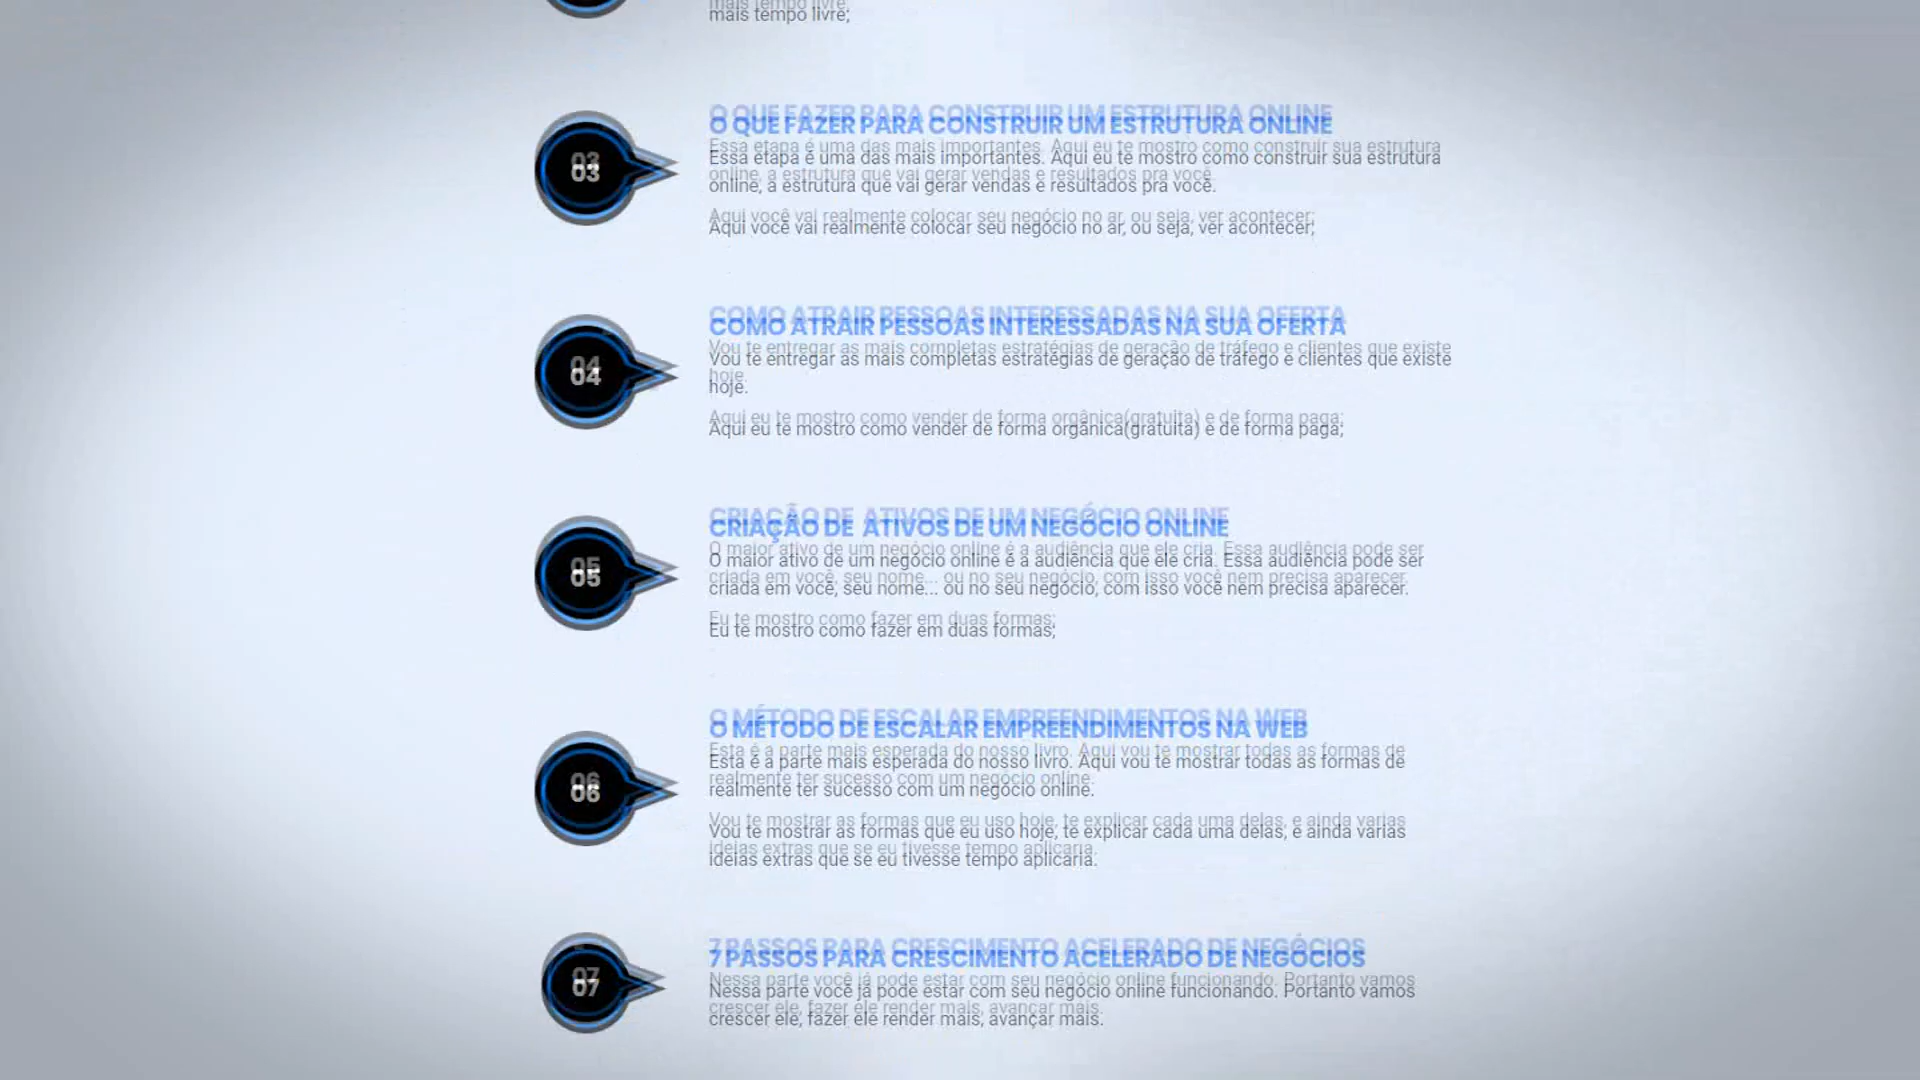 mais tempo livre;
03
O QUE FAZER PARA CONSTRUIR UM ESTRUTURA ONLINE
Essa etapa é uma das mais importantes. Aqui eu te mostro como construir sua estrutura
online, a estrutura que vai gerar vendas e resultados pra você.
Aqui você vai realmente colocar seu negócio no ar, ou seja, ver acontecer;
04
COMO ATRAIR PESSOAS INTERESSADAS NA SUA OFERTA
Vou te entregar as mais completas estratégias de geração de tráfego e clientes que existe
hoje.
Aqui eu te mostro como vender de forma orgânica(gratuita) e de forma paga;
05
CRIAÇÃO DE ATIVOS DE UM NEGÓCIO ONLINE
O maior ativo de um negócio online é a audiência que ele cria. Essa audiência pode ser
criada em você, seu nome... ou no seu negócio, com isso você nem precisa aparecer.
Eu te mostro como fazer em duas formas;
06
O MÉTODO DE ESCALAR EMPREENDIMENTOS NA WEB
Esta é a parte mais esperada do nosso livro. Aqui vou te mostrar todas as formas de
realmente ter sucesso com um negócio online.
Vou te mostrar as formas que eu uso hoje, te explicar cada uma delas, e ainda varias
ideias extras que se eu tivesse tempo aplicaria.
07
7 PASSOS PARA CRESCIMENTO ACELERADO DE NEGÓCIOS
Nessa parte você já pode estar com seu negócio online funcionando. Portanto vamos
crescer ele, fazer ele render mais, avançar mais.